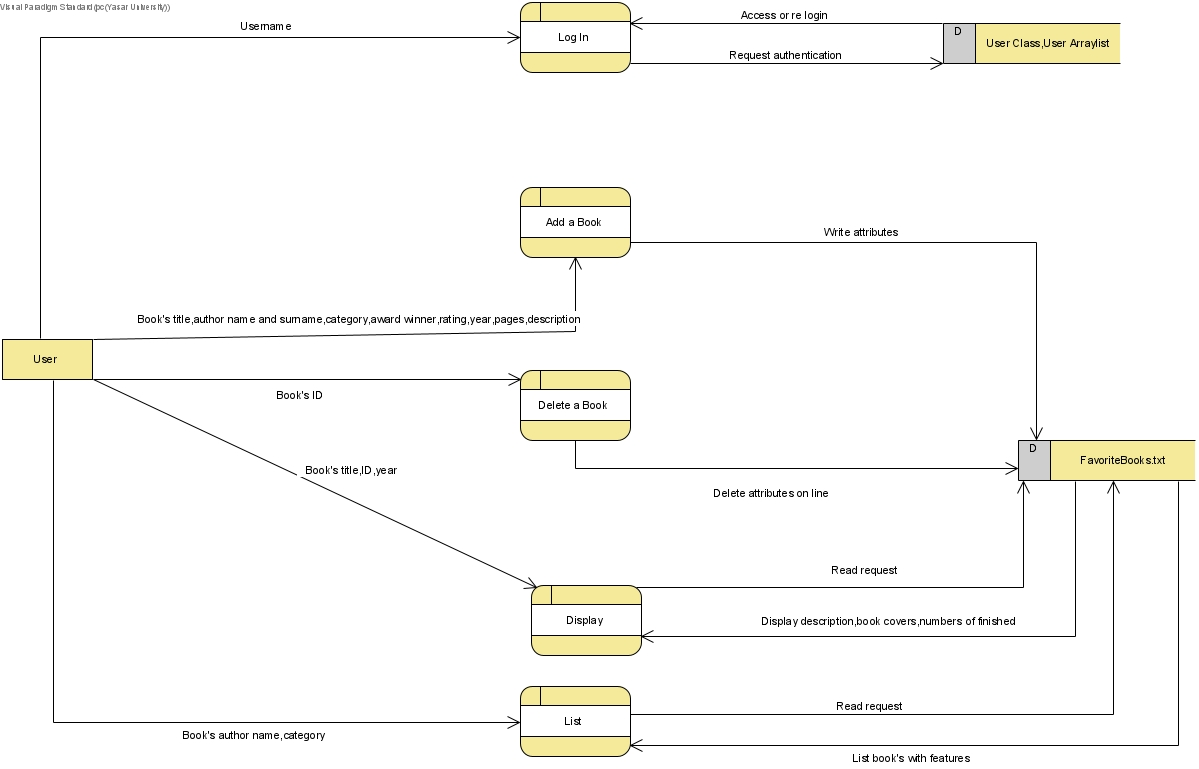 Visual Paradigm Standard(pc(Yasar University))
Username
Log In
Access or re login
Request authentication
D
User Class,User Arraylist
Add a Book
Write attributes
Book's title,author name and surname,category,award winner,rating,year,pages,description
User
Book's ID
Delete a Book
Book's title,ID,year
D
FavoriteBooks.txt
Delete attributes on line
Read request
Display
Display description,book covers,numbers of finished
List
Read request
Book's author name,category
List book's with features